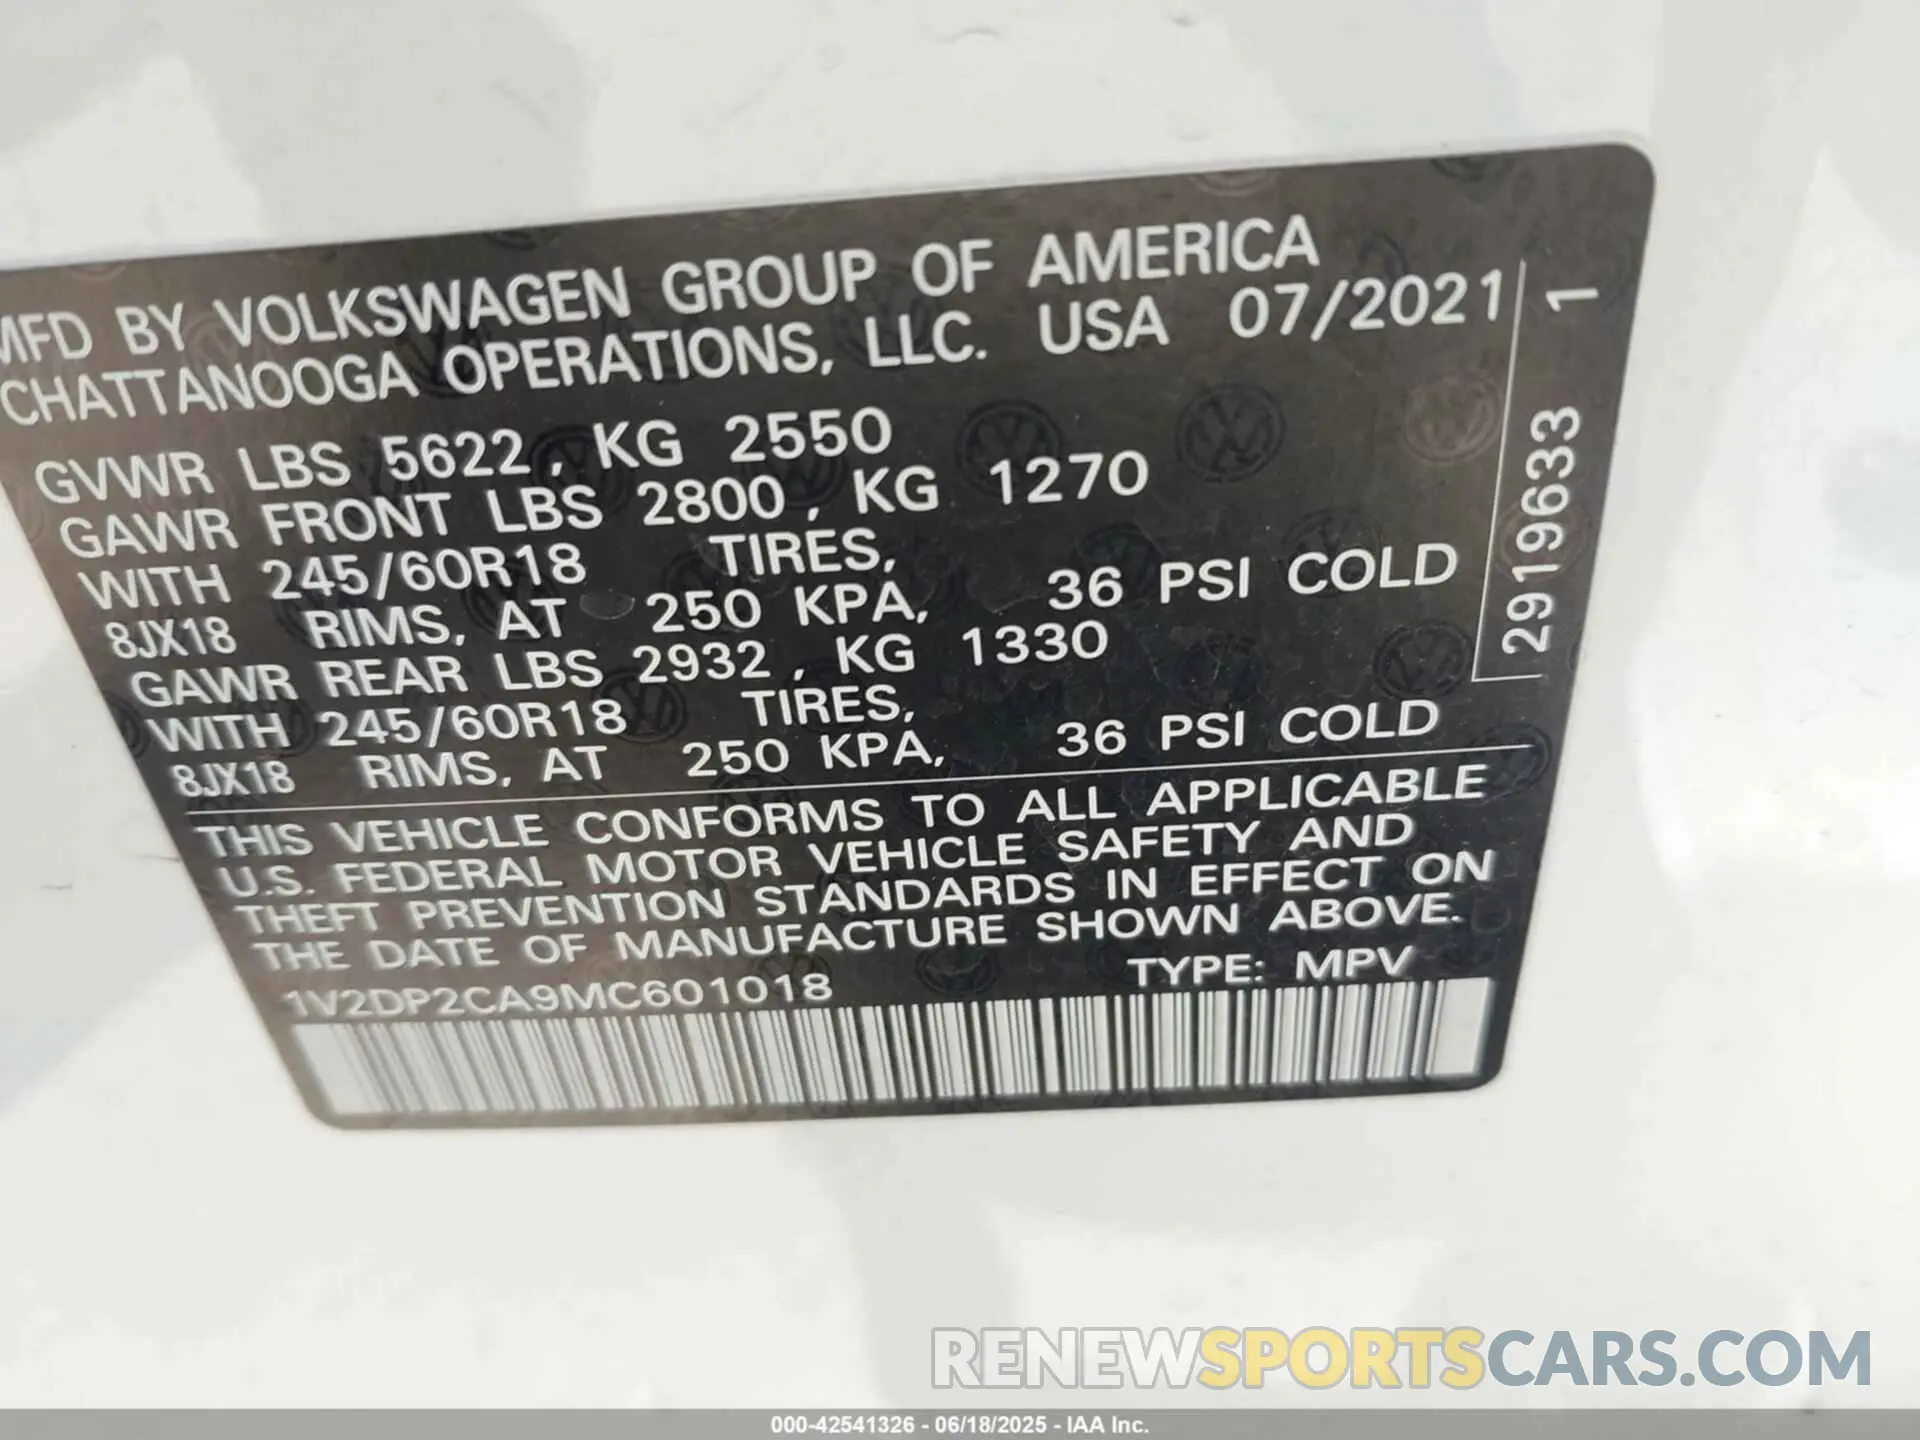 MFD BY VOLKSWAGEN GROUP OF AMERICA
CHATTANOOGA OPERATIONS, LLC. USA 07/2021
GVWR LBS 5622, KG 2550
GAWR FRONT LBS 2800, KG 1270
WITH 245/60R18 TIRES,
8JX18 RIMS, AT 250 KPA, 36 PSI COLD
GAWR REAR LBS 2932, KG 1330
WITH 245/60R18 TIRES,
8JX18 RIMS, AT 250 KPA, 36 PSI COLD
THIS VEHICLE CONFORMS TO ALL APPLICABLE
U.S. FEDERAL MOTOR VEHICLE SAFETY AND
THEFT PREVENTION STANDARDS IN EFFECT ON
THE DATE OF MANUFACTURE SHOWN ABOVE.
TYPE: MPV
1V2DP2CA9MC601018
2919633 1
RENEWSPORTSCARS.COM
000-42541326 - 06/18/2025 - IAA Inc.